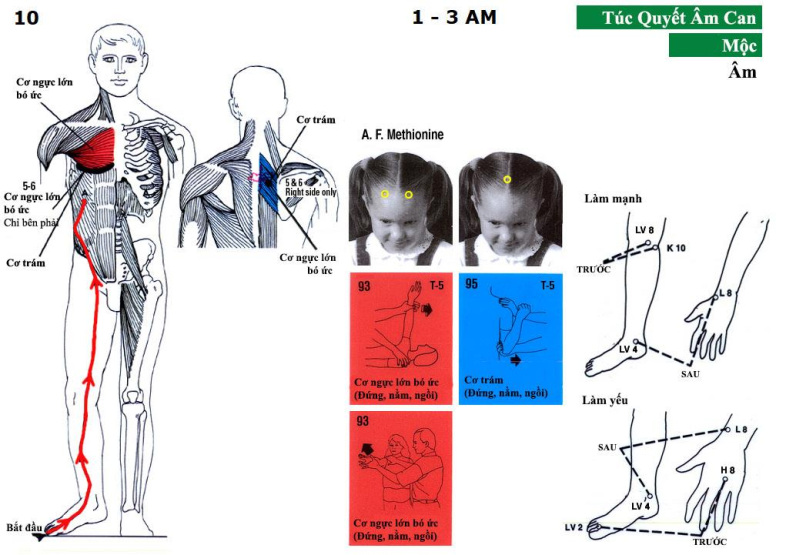 10
1 - 3 AM
Túc Quyết Âm Can
Mộc
Âm
Cơ ngực lớn
bó ức
5-6
Cơ ngực lớn
bó ức
Chỉ bên phải
Cơ trám
Bắt đầu
Cơ trám
5 & 6
Right side only
Cơ ngực lớn
bó ức
A. F. Methionine
93 T-5
Cơ ngực lớn bó ức
(Đứng, nằm, ngồi)
95 T-5
Cơ trám
(Đứng, nằm, ngồi)
93
Cơ ngực lớn bó ức
(Đứng, nằm, ngồi)
Làm mạnh
LV 8
K 10
TRƯỚC
L 8
LV 4
SAU
Làm yếu
L 8
SAU
H 8
LV 4
LV 2
TRƯỚC